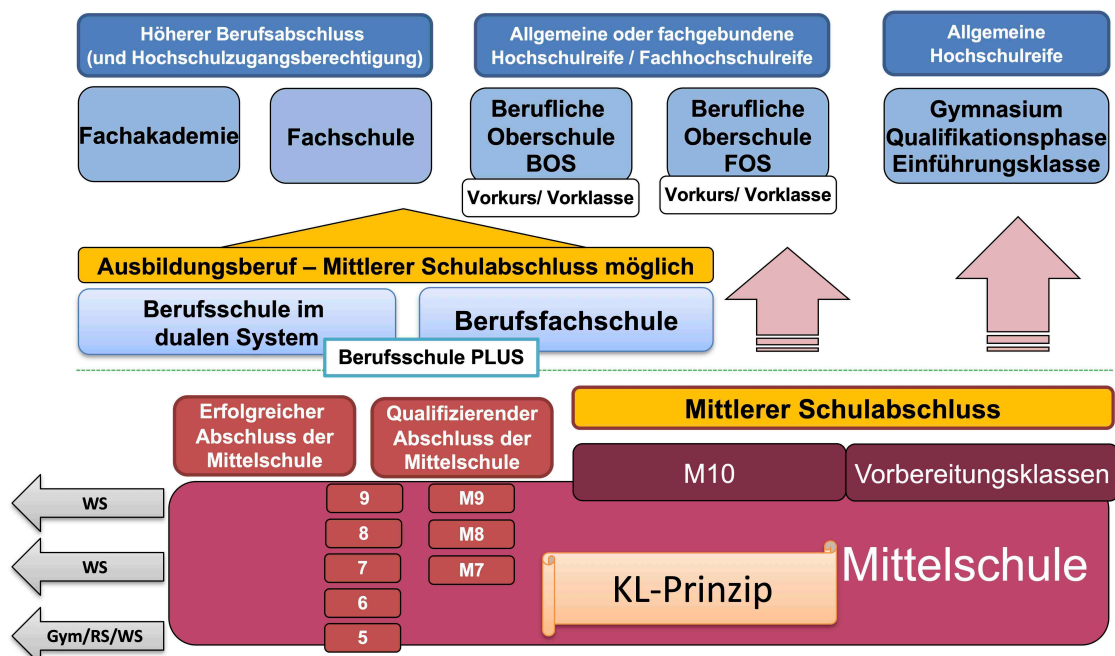 Höherer Berufsabschluss
(und Hochschulzugangsberechtigung)
Allgemeine oder fachgebundene
Hochschulreife / Fachhochschulreife
Allgemeine
Hochschulreife
Fachakademie
Fachschule
Berufliche
Oberschule
BOS
Vorkurs/ Vorklasse
Berufliche
Oberschule
FOS
Vorkurs/ Vorklasse
Gymnasium
Qualifikationsphase
Einführungsklasse
Ausbildungsberuf – Mittlerer Schulabschluss möglich
Berufsschule im
dualen System
Berufsfachschule
Berufsschule PLUS
Erfolgreicher
Abschluss der
Mittelschule
Qualifizierender
Abschluss der
Mittelschule
Mittlerer Schulabschluss
M10
Vorbereitungsklassen
WS
WS
Gym/RS/WS
9
8
7
6
5
M9
M8
M7
KL-Prinzip
Mittelschule